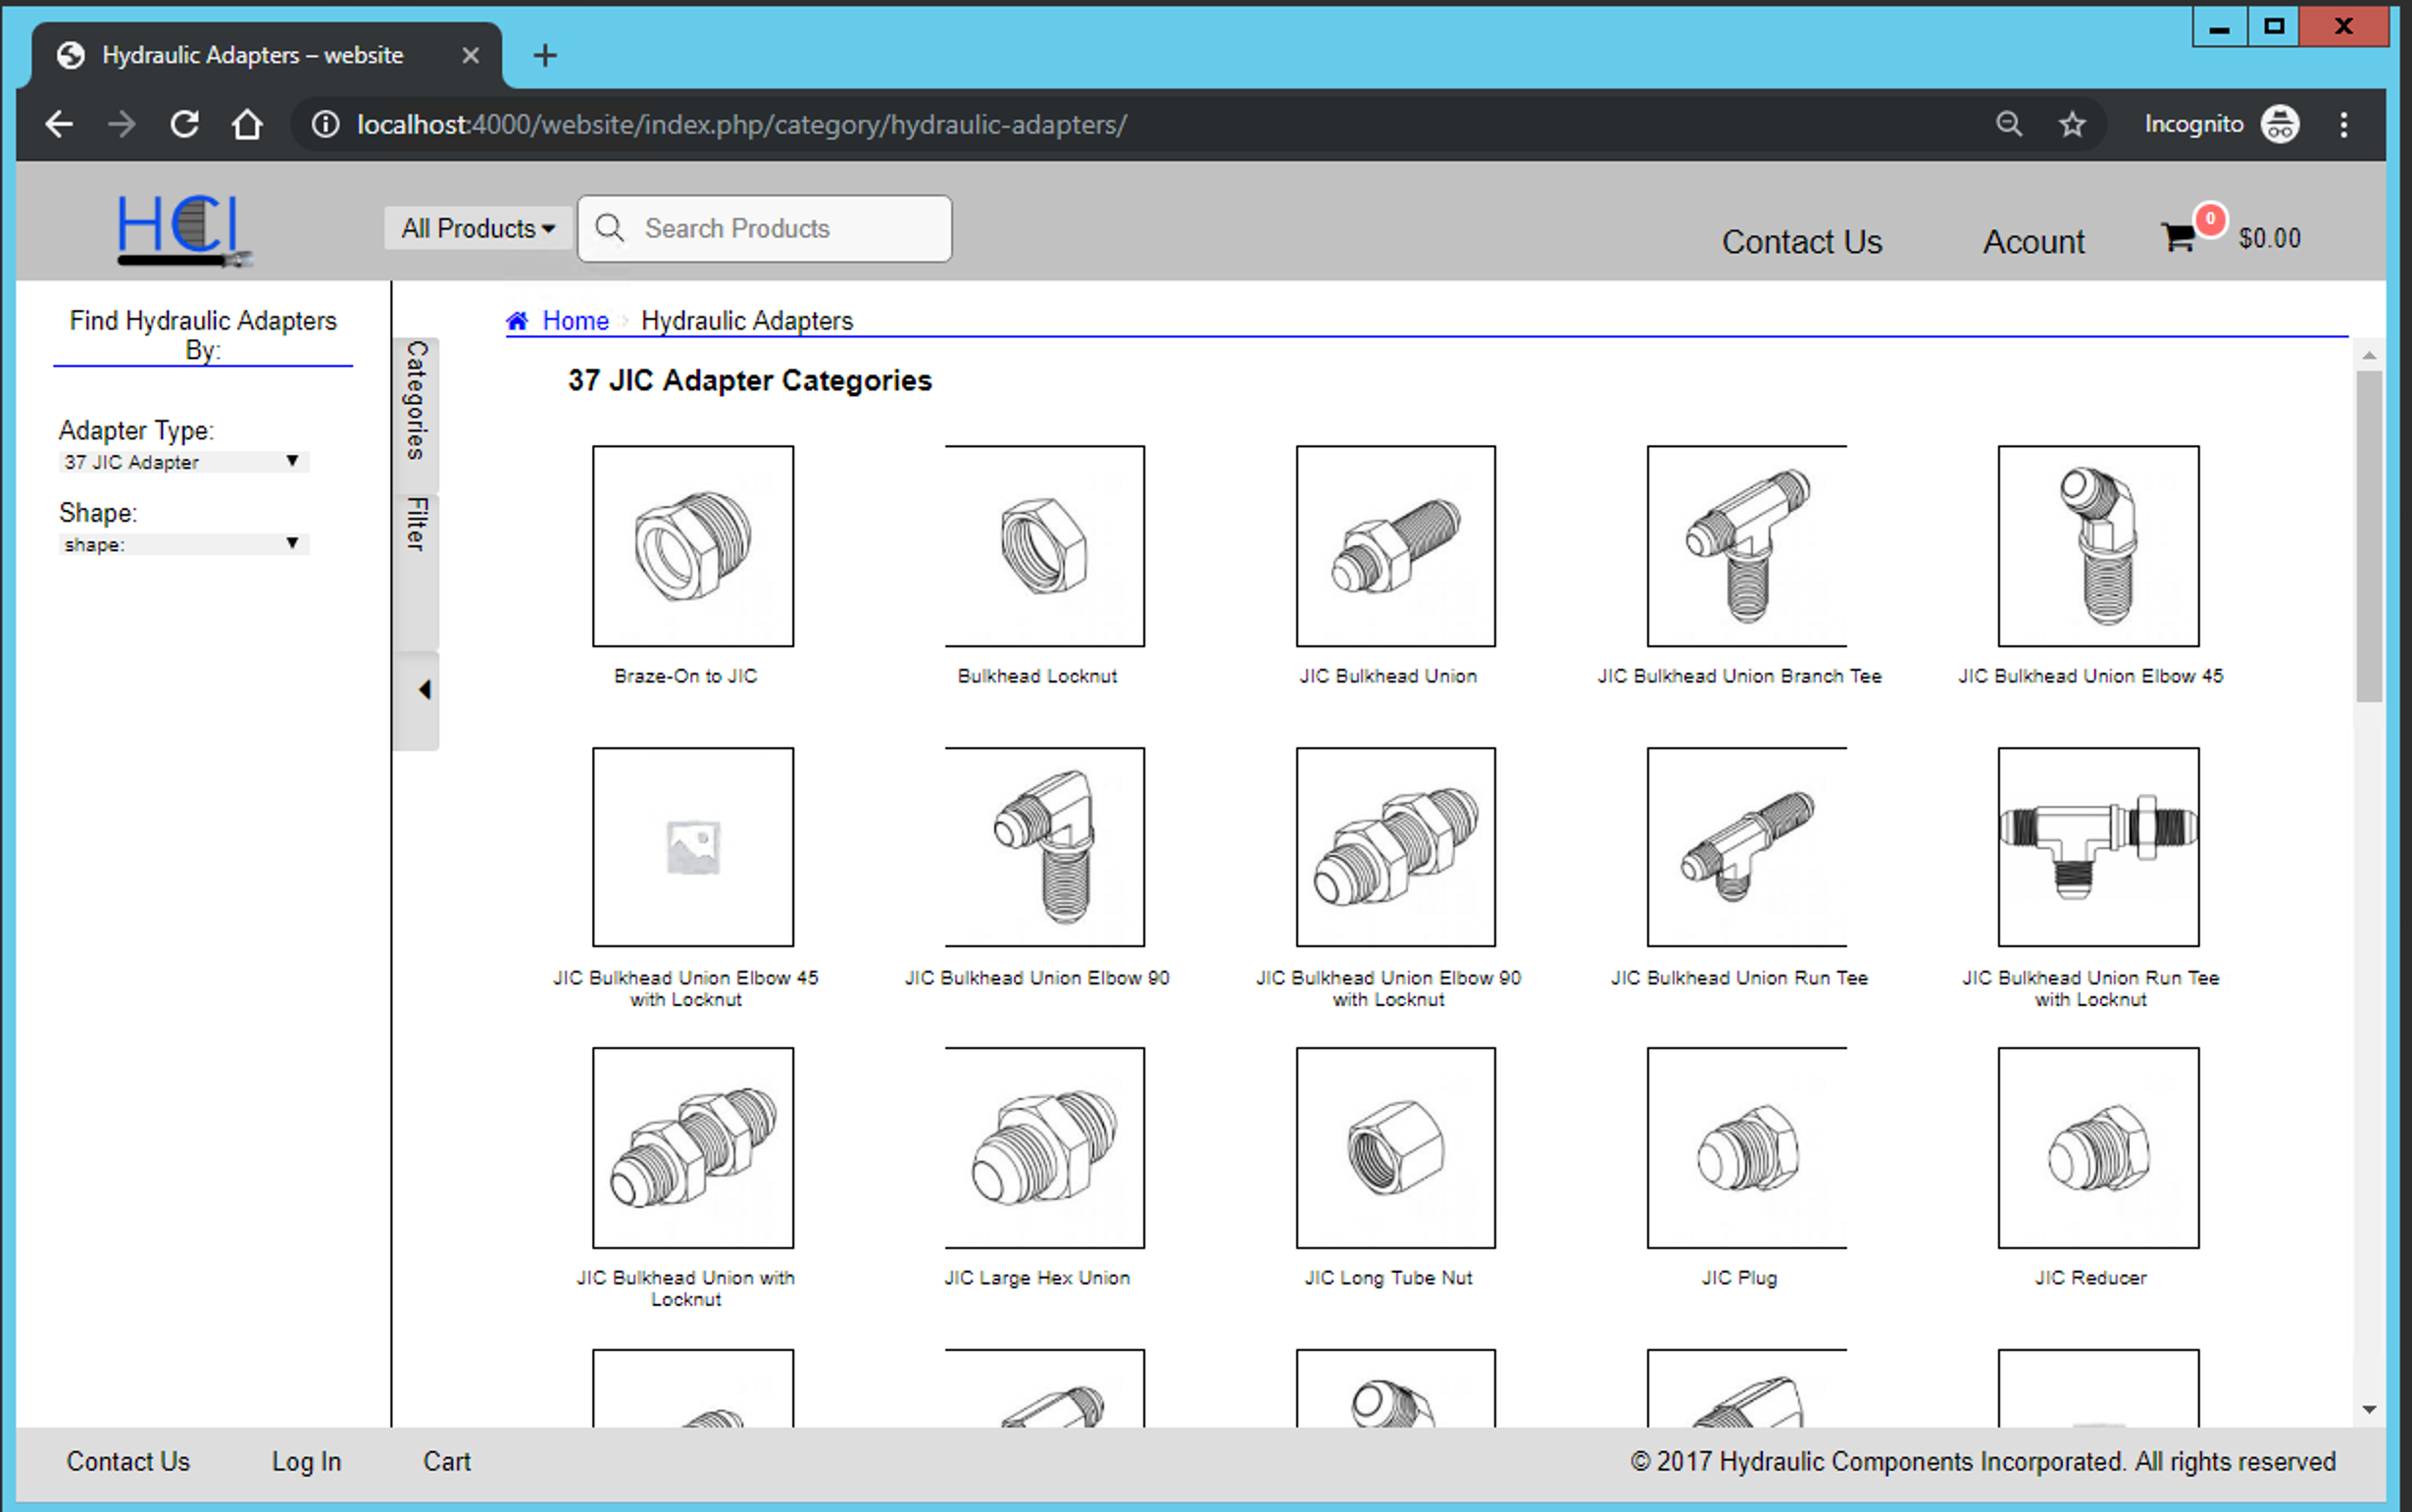 Hydraulic Adapters – website
localhost:4000/website/index.php/category/hydraulic-adapters/
Incognito
HCI
All Products
Search Products
Contact Us
Acount
0
$0.00
Find Hydraulic Adapters
By:
Adapter Type:
37 JIC Adapter
Shape:
shape:
Categories
Filter
Home
Hydraulic Adapters
37 JIC Adapter Categories
Braze-On to JIC
Bulkhead Locknut
JIC Bulkhead Union
JIC Bulkhead Union Branch Tee
JIC Bulkhead Union Elbow 45
JIC Bulkhead Union Elbow 45
with Locknut
JIC Bulkhead Union Elbow 90
JIC Bulkhead Union Elbow 90
with Locknut
JIC Bulkhead Union Run Tee
JIC Bulkhead Union Run Tee
with Locknut
JIC Bulkhead Union with
Locknut
JIC Large Hex Union
JIC Long Tube Nut
JIC Plug
JIC Reducer
Contact Us
Log In
Cart
© 2017 Hydraulic Components Incorporated. All rights reserved